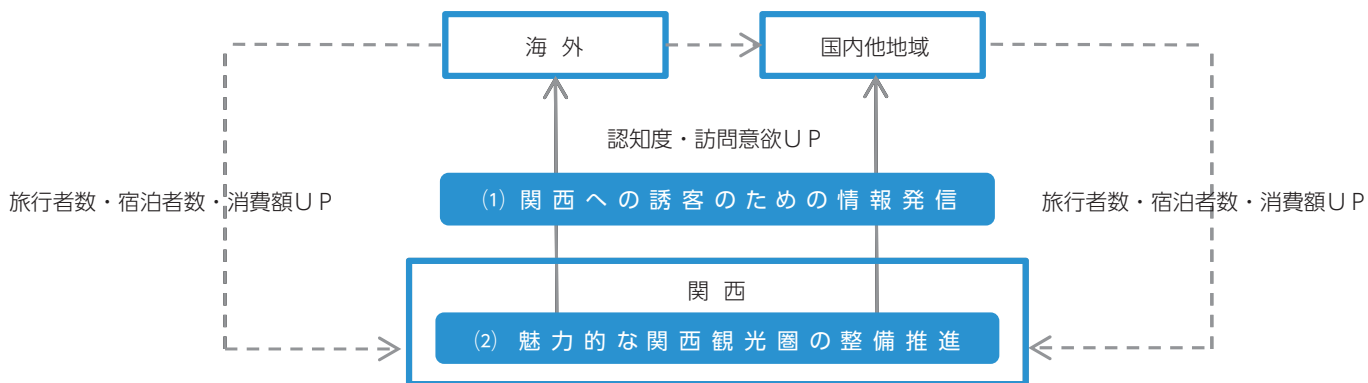 海外
国内他地域
認知度・訪問意欲UP
旅行者数・宿泊者数・消費額UP
(1) 関西への誘客のための情報発信
旅行者数・宿泊者数・消費額UP
関西
(2) 魅力的な関西観光圏の整備推進